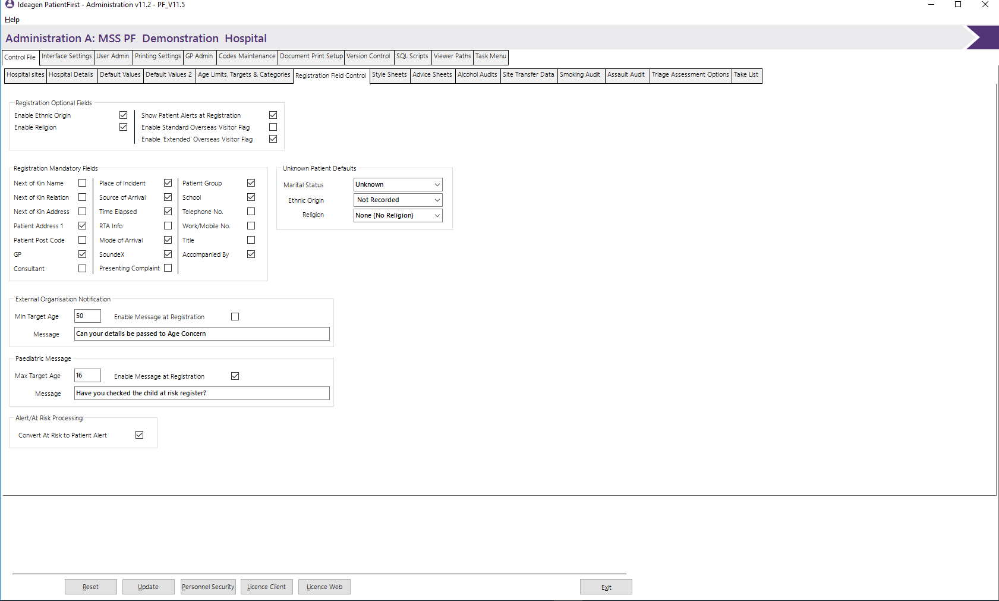 Ideagen PatientFirst - Administration v11.2 - PF_V11.5
Help
Administration A: MSS PF Demonstration Hospital
Control File Interface Settings User Admin Printing Settings GP Admin Codes Maintenance Document Print Setup Version Control SQL Scripts Viewer Paths Task Menu
Hospital sites Hospital Details Default Values Default Values 2 Age Limits, Targets & Categories Registration Field Control Style Sheets Advice Sheets Alcohol Audits Site Transfer Data Smoking Audit Assault Audit Triage Assessment Options Take List
Registration Optional Fields
Enable Ethnic Origin Show Patient Alerts at Registration
Enable Religion Enable Standard Overseas Visitor Flag
Enable 'Extended' Overseas Visitor Flag
Registration Mandatory Fields
Next of Kin Name Place of Incident Patient Group
Next of Kin Relation Source of Arrival School
Next of Kin Address Time Elapsed Telephone No.
Patient Address 1 RTA Info Work/Mobile No.
Patient Post Code Mode of Arrival Title
GP SoundeX Accompanied By
Consultant Presenting Complaint
Unknown Patient Defaults
Marital Status Unknown
Ethnic Origin Not Recorded
Religion None (No Religion)
External Organisation Notification
Min Target Age 50 Enable Message at Registration
Message Can your details be passed to Age Concern
Paediatric Message
Max Target Age 16 Enable Message at Registration
Message Have you checked the child at risk register?
Alert/At Risk Processing
Convert At Risk to Patient Alert
Reset Update Personnel Security Licence Client Licence Web Exit